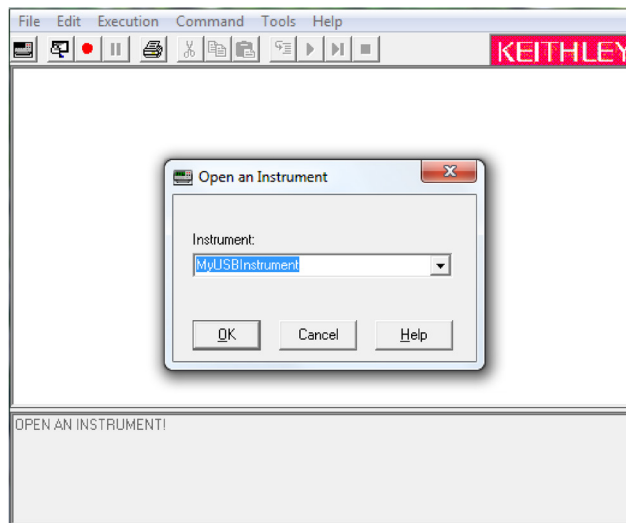 File Edit Execution Command Tools Help
KEITHLEY
Open an Instrument
Instrument:
MyUSBInstrument
OK Cancel Help
OPEN AN INSTRUMENT!